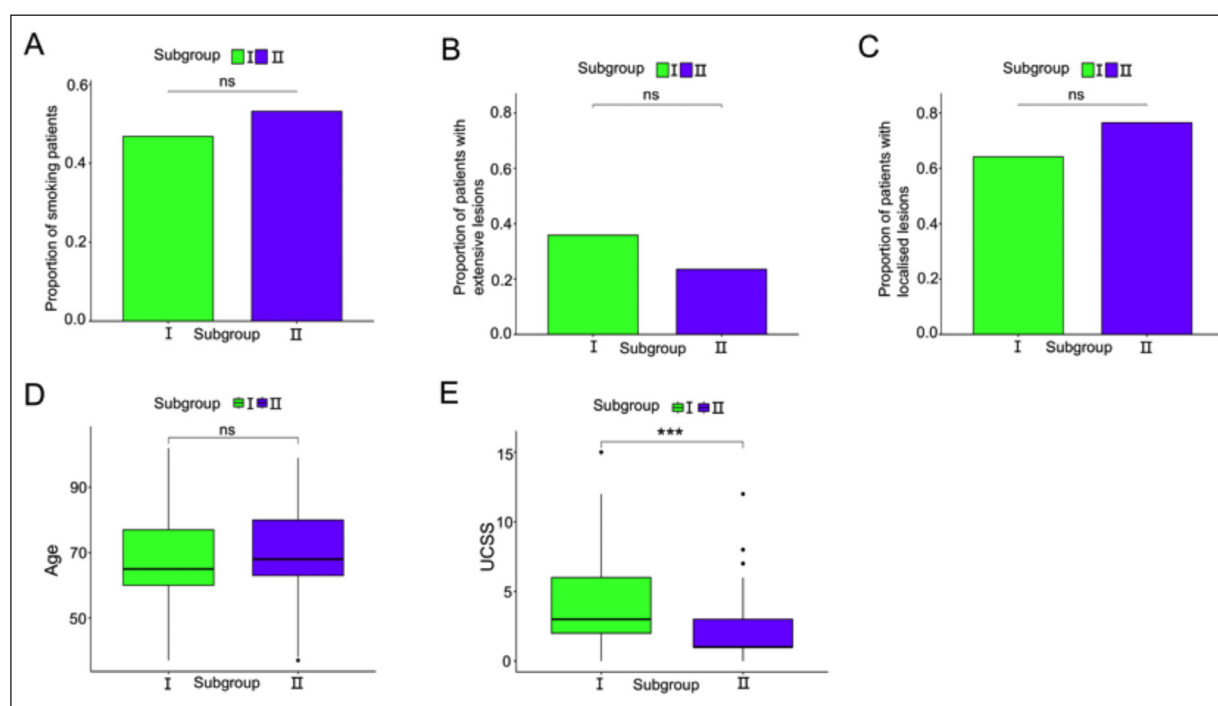 A
Subgroup I II
ns
Proportion of smoking patients
0.6
0.4
0.2
0.0
I Subgroup II
B
Subgroup I II
ns
Proportion of patients with
extensive lesions
0.8
0.6
0.4
0.2
0.0
I Subgroup II
C
Subgroup I II
ns
Proportion of patients with
localised lesions
0.8
0.6
0.4
0.2
0.0
I Subgroup II
D
Subgroup I II
ns
Age
90
70
50
I Subgroup II
E
Subgroup I II
***
UCSS
15
10
5
0
I Subgroup II